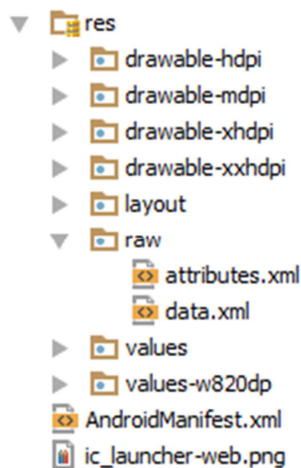 res
drawable-hdpi
drawable-mdpi
drawable-xhdpi
drawable-xxhdpi
layout
raw
attributes.xml
data.xml
values
values-w820dp
AndroidManifest.xml
ic_launcher-web.png